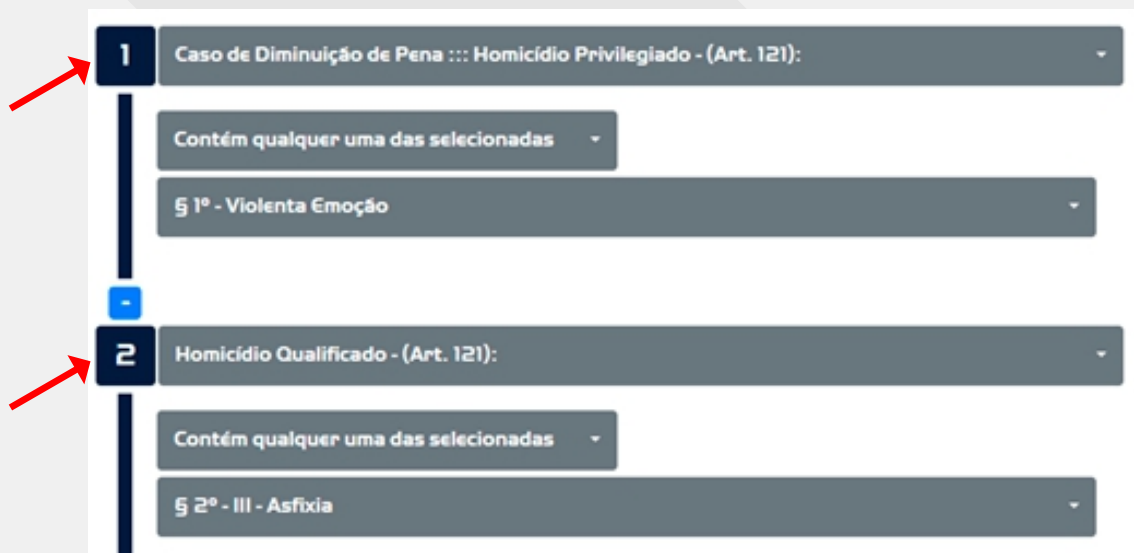 1
Caso de Diminuição de Pena ::: Homicídio Privilegiado - (Art. 121):
Contém qualquer uma das selecionadas
§ 1º - Violenta Emoção
-
2
Homicídio Qualificado - (Art. 121):
Contém qualquer uma das selecionadas
§ 2º - III - Asfixia